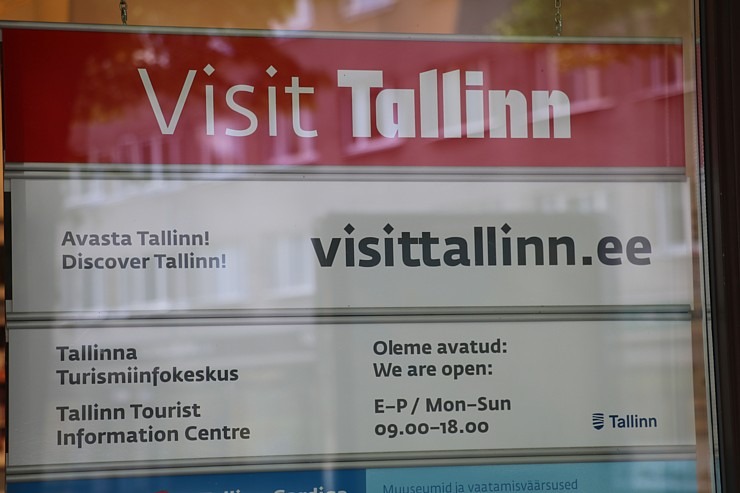 Visit Tallinn
Avasta Tallinn!
Discover Tallinn!
visittallinn.ee
Tallinna
Turismiinfokeskus
Tallinn Tourist
Information Centre
Oleme avatud:
We are open:
E–P / Mon–Sun
09.00–18.00
Tallinn
Muuseumid ja vaatamisväärsused